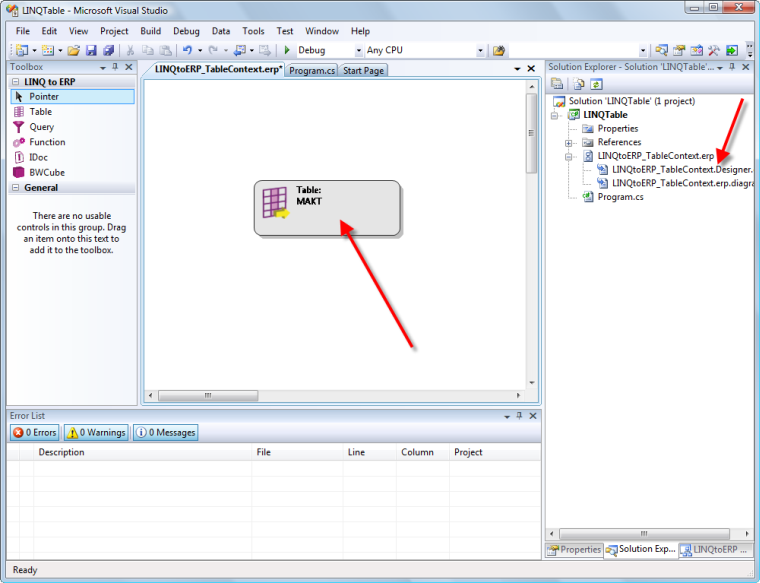 LINQTable - Microsoft Visual Studio
File Edit View Project Build Debug Data Tools Test Window Help
Debug Any CPU
Toolbox
LINQ to ERP
Pointer
Table
Query
Function
IDoc
BWCube
General
There are no usable
controls in this group. Drag
an item onto this text to
add it to the toolbox.
LINQtoERP_TableContext.erp* Program.cs Start Page
Table:
MAKT
Solution Explorer - Solution 'LINQTable'...
Solution 'LINQTable' (1 project)
LINQTable
Properties
References
LINQtoERP_TableContext.erp
LINQtoERP_TableContext.Designer.
LINQtoERP_TableContext.erp.diagra
Program.cs
Error List
0 Errors 0 Warnings 0 Messages
Description File Line Column Project
Properties Solution Exp... LINQtoERP ...
Ready